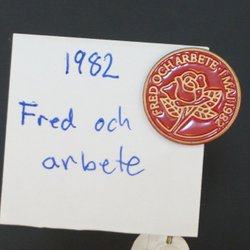 1982
Fred och
arbete
FRED OCH ARBETE, 1 MAJ 1982